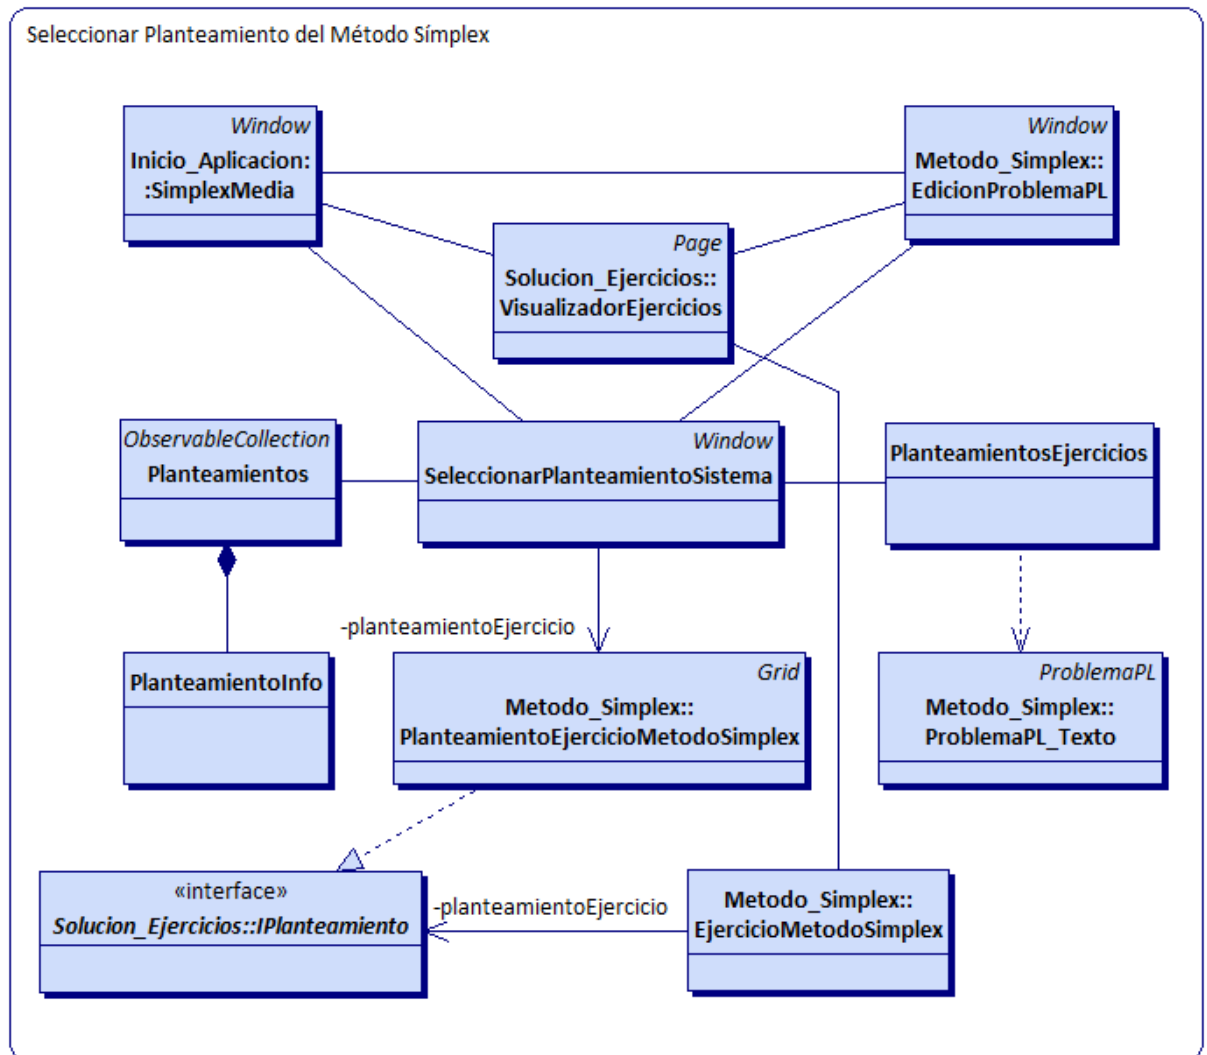 Seleccionar Planteamiento del Método Símplex
Window
Inicio_Aplicacion:
:SimplexMedia
Window
Metodo_Simplex::
EdicionProblemaPL
Page
Solucion_Ejercicios::
VisualizadorEjercicios
ObservableCollection
Planteamientos
Window
SeleccionarPlanteamientoSistema
PlanteamientosEjercicios
-planteamientoEjercicio
PlanteamientoInfo
Grid
Metodo_Simplex::
PlanteamientoEjercicioMetodoSimplex
ProblemaPL
Metodo_Simplex::
ProblemaPL_Texto
«interface»
Solucion_Ejercicios::IPlanteamiento
-planteamientoEjercicio
Metodo_Simplex::
EjercicioMetodoSimplex